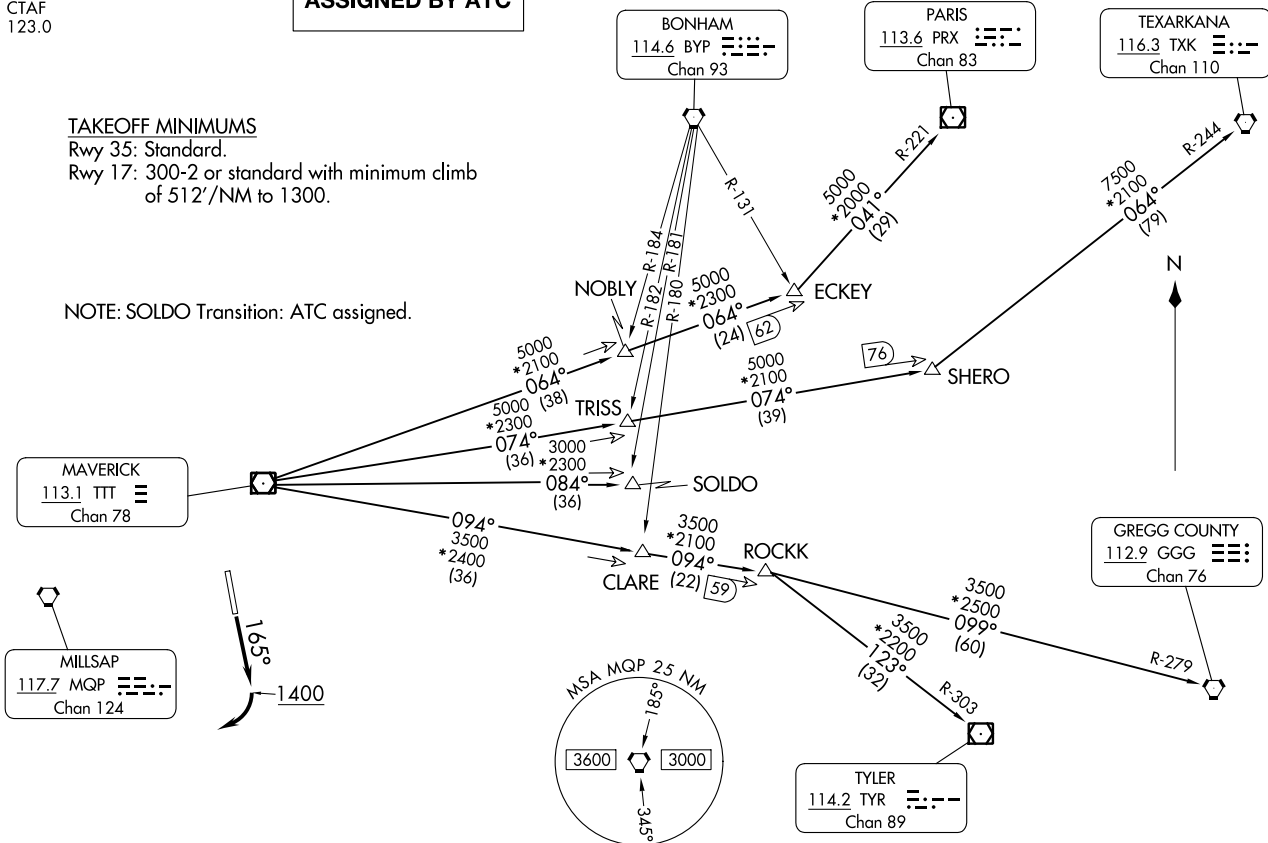 CTAF
123.0
ASSIGNED BY ATC
BONHAM
114.6 BYP
Chan 93
PARIS
113.6 PRX
Chan 83
TEXARKANA
116.3 TXK
Chan 110
TAKEOFF MINIMUMS
Rwy 35: Standard.
Rwy 17: 300-2 or standard with minimum climb
of 512'/NM to 1300.
NOTE: SOLDO Transition: ATC assigned.
R-221
R-244
R-131
R-184
R-181
R-182
R-180
5000
*2000
041°
(29)
7500
*2100
064°
(79)
N
NOBLY
5000
*2300
064°
(24)
62
ECKEY
5000
*2100
064°
(38)
5000
*2100
074°
(39)
76
SHERO
TRISS
5000
*2300
074°
(36)
3000
*2300
084°
(36)
SOLDO
MAVERICK
113.1 TTT
Chan 78
094°
3500
*2400
(36)
CLARE
3500
*2100
094°
(22)
59
ROCKK
GREGG COUNTY
112.9 GGG
Chan 76
3500
*2500
099°
(60)
R-279
3500
*2200
123°
(32)
R-303
MILLSAP
117.7 MQP
Chan 124
165°
1400
MSA MQP 25 NM
185°
3600
3000
345°
TYLER
114.2 TYR
Chan 89